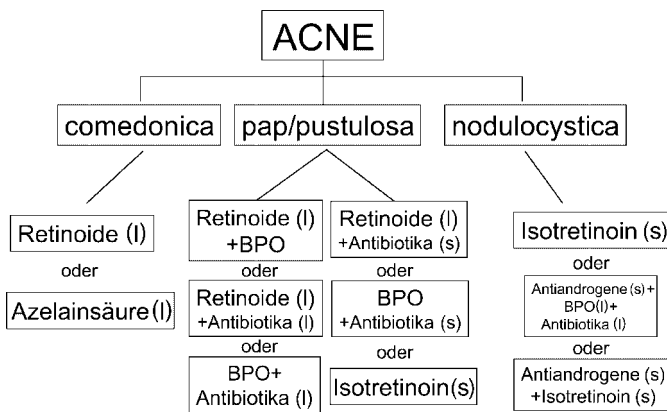 ACNE
comedonica
pap/pustulosa
nodulocystica
Retinoide (l)
oder
Azelainsäure (l)
Retinoide (l)
+BPO
oder
Retinoide (l)
+Antibiotika (l)
oder
BPO+
Antibiotika (l)
Retinoide (l)
+Antibiotika (s)
oder
BPO
+Antibiotika (s)
oder
Isotretinoin (s)
Isotretinoin (s)
oder
Antiandrogene (s)+
BPO(l)+
Antibiotika (l)
oder
Antiandrogene (s)
+Isotretinoin (s)